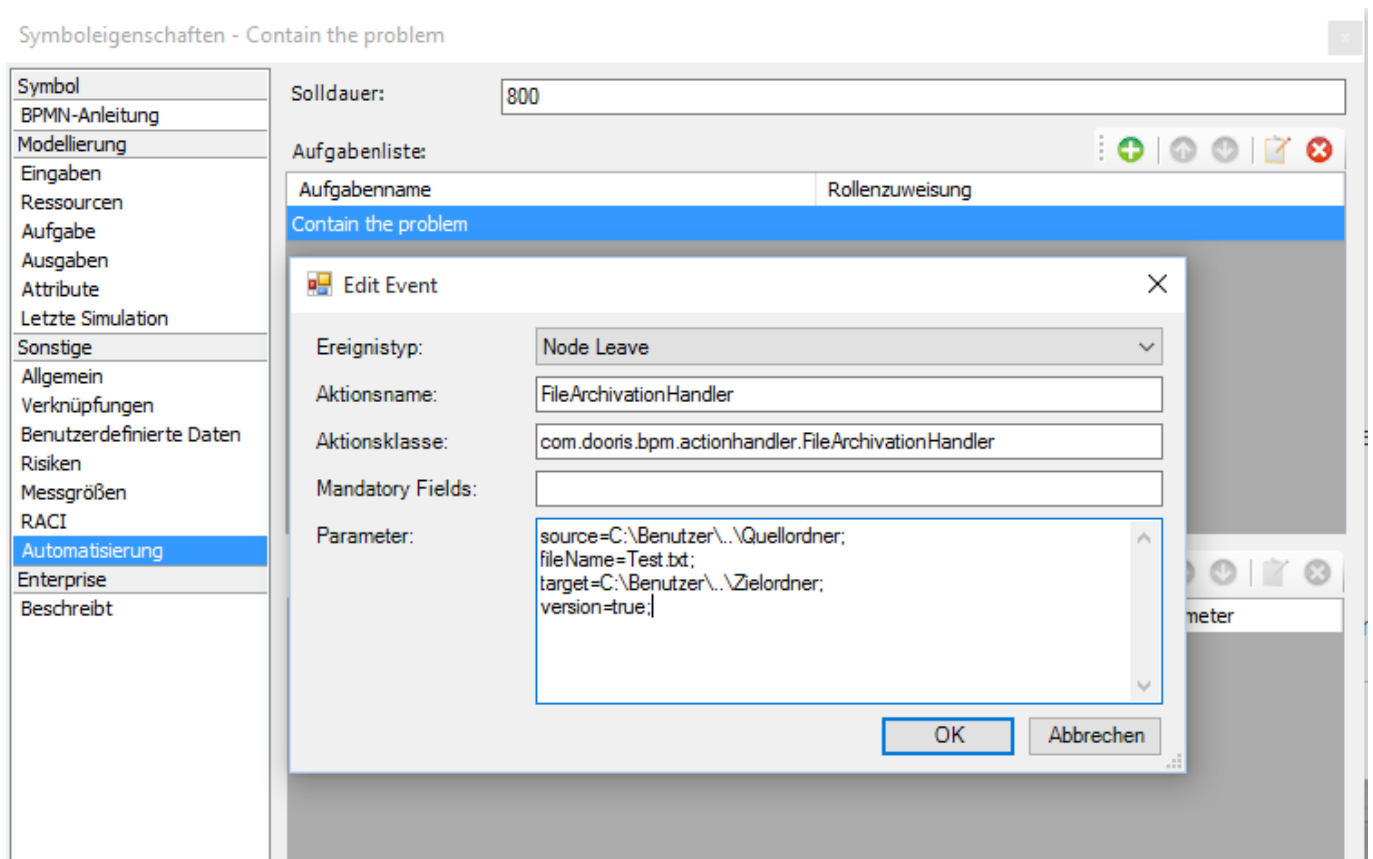 Symboleigenschaften - Contain the problem
Symbol
BPMN-Anleitung
Modellierung
Eingaben
Ressourcen
Aufgabe
Ausgaben
Attribute
Letzte Simulation
Sonstige
Allgemein
Verknüpfungen
Benutzerdefinierte Daten
Risiken
Messgrößen
RACI
Automatisierung
Enterprise
Beschreibt
Solldauer: 800
Aufgabenliste:
Aufgabenname Rollenzuweisung
Contain the problem
Edit Event
Ereignistyp: Node Leave
Aktionsname: FileArchivationHandler
Aktionsklasse: com.dooris.bpm.actionhandler.FileArchivationHandler
Mandatory Fields:
Parameter: source=C:\Benutzer\..\Quellordner;
fileName=Test.txt;
target=C:\Benutzer\..\Zielordner;
version=true;
OK Abbrechen
meter